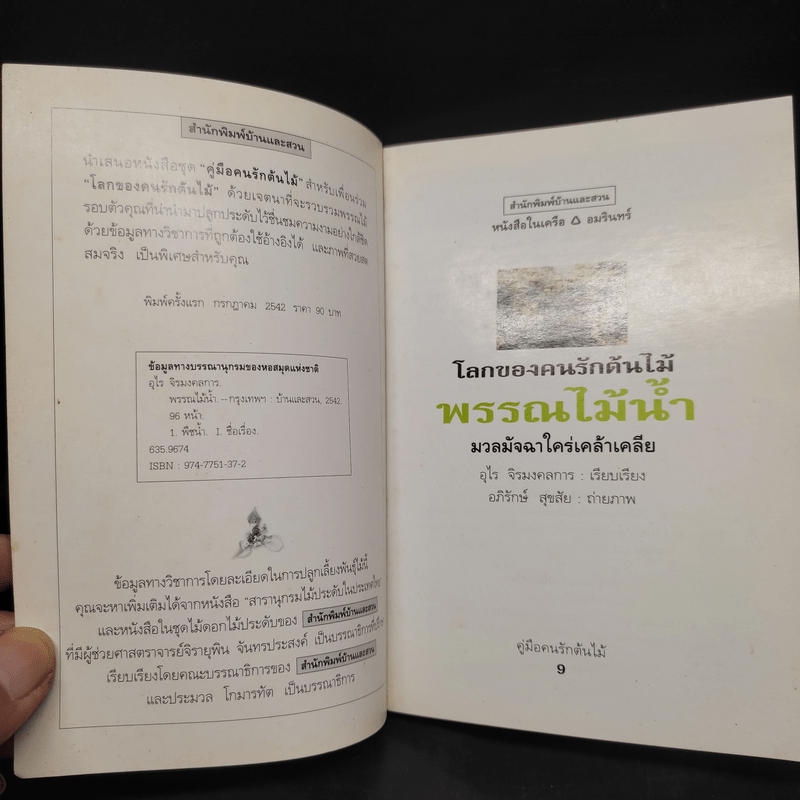 สำนักพิมพ์บ้านและสวน
นำเสนอหนังสือชุด "คู่มือคนรักต้นไม้" สำหรับเพื่อนร่วม
"โลกของคนรักต้นไม้" ด้วยเจตนาที่จะรวบรวมพรรณไม้
รอบตัวคุณที่นำมาปลูกประดับไว้ชื่นชมความงามอย่างใกล้ชิด
ด้วยข้อมูลทางวิชาการที่ถูกต้องใช้อ้างอิงได้ และภาพที่สวยสด
สมจริง เป็นพิเศษสำหรับคุณ
พิมพ์ครั้งแรก กรกฎาคม 2542 ราคา 90 บาท
ข้อมูลทางบรรณานุกรมของหอสมุดแห่งชาติ
อุไร จิรมงคลการ.
พรรณไม้น้ำ.--กรุงเทพฯ : บ้านและสวน, 2542.
96 หน้า.
1. พืชน้ำ. I. ชื่อเรื่อง.
635.9674
ISBN : 974-7751-37-2
ข้อมูลทางวิชาการโดยละเอียดในการปลูกเลี้ยงพันธุ์ไม้นี้
คุณจะหาเพิ่มเติมได้จากหนังสือ "สารานุกรมไม้ประดับในประเทศไทย"
และหนังสือในชุดไม้ดอกไม้ประดับของ สำนักพิมพ์บ้านและสวน
ที่มีผู้ช่วยศาสตราจารย์จิรายุพิน จันทรประสงค์ เป็นบรรณาธิการที่ปรึกษา
เรียบเรียงโดยคณะบรรณาธิการของ สำนักพิมพ์บ้านและสวน
และประมวล โกมารทัต เป็นบรรณาธิการ
สำนักพิมพ์บ้านและสวน
หนังสือในเครือ อมรินทร์
โลกของคนรักต้นไม้
พรรณไม้น้ำ
มวลมัจฉาใคร่เคล้าเคลีย
อุไร จิรมงคลการ : เรียบเรียง
อภิรักษ์ สุขสัย : ถ่ายภาพ
คู่มือคนรักต้นไม้
9